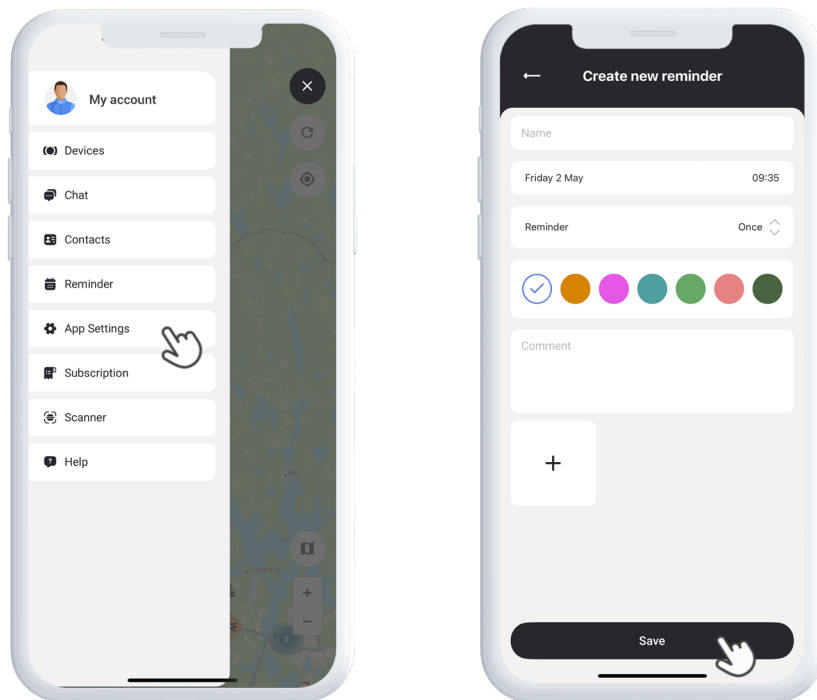 My account
Devices
Chat
Contacts
Reminder
App Settings
Subscription
Scanner
Help
+
−
3
Create new reminder
Name
Friday 2 May 09:35
Reminder Once
Comment
+
Save